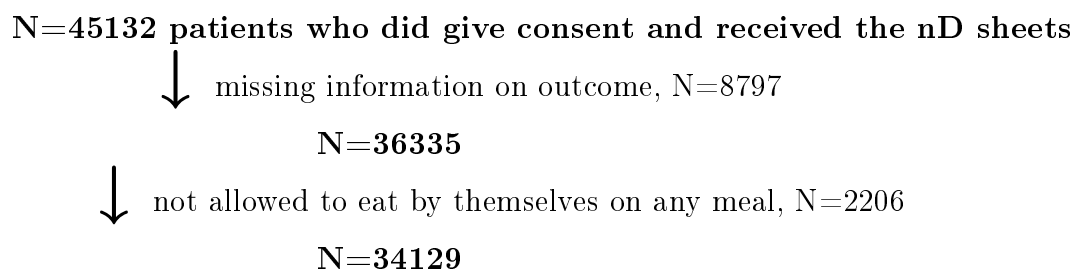 N=45132 patients who did give consent and received the nD sheets
missing information on outcome, N=8797
N=36335
not allowed to eat by themselves on any meal, N=2206
N=34129